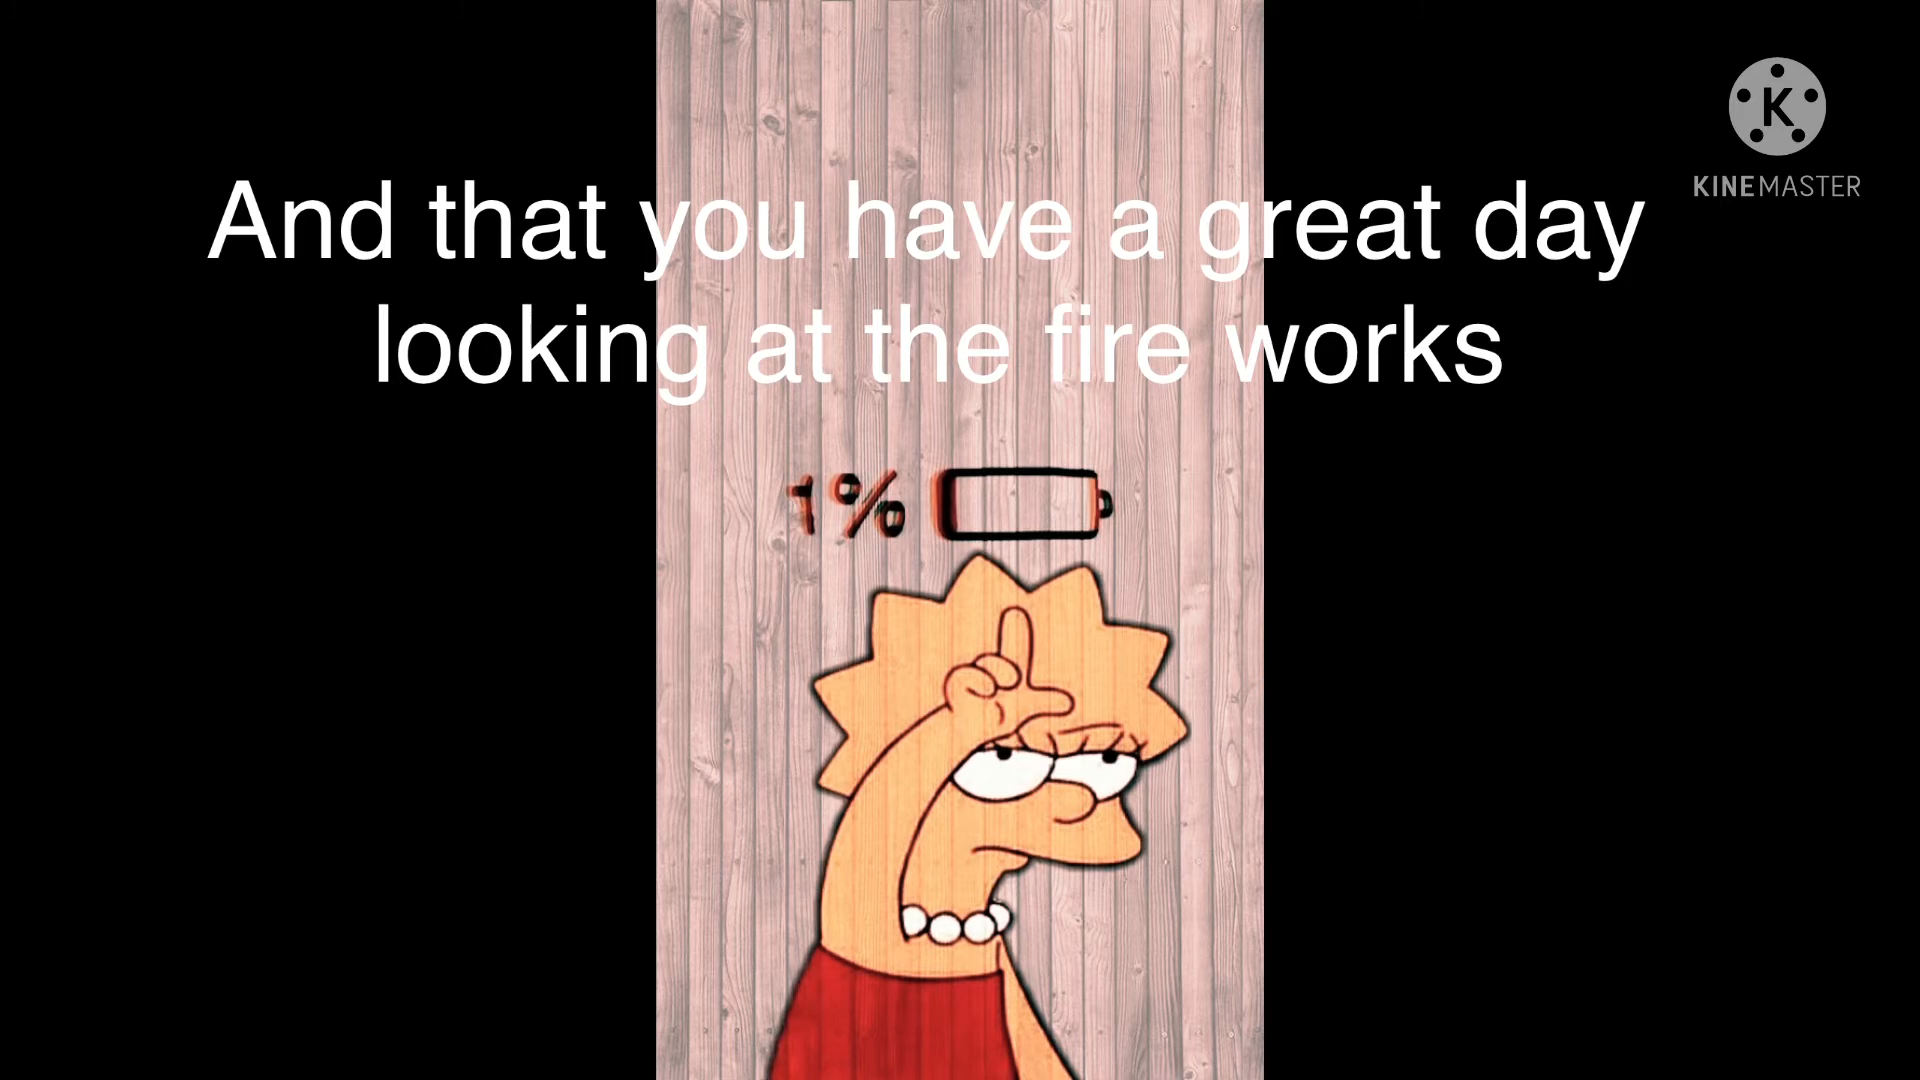 And that you have a great day
looking at the fire works
1%
K
KINEMASTER